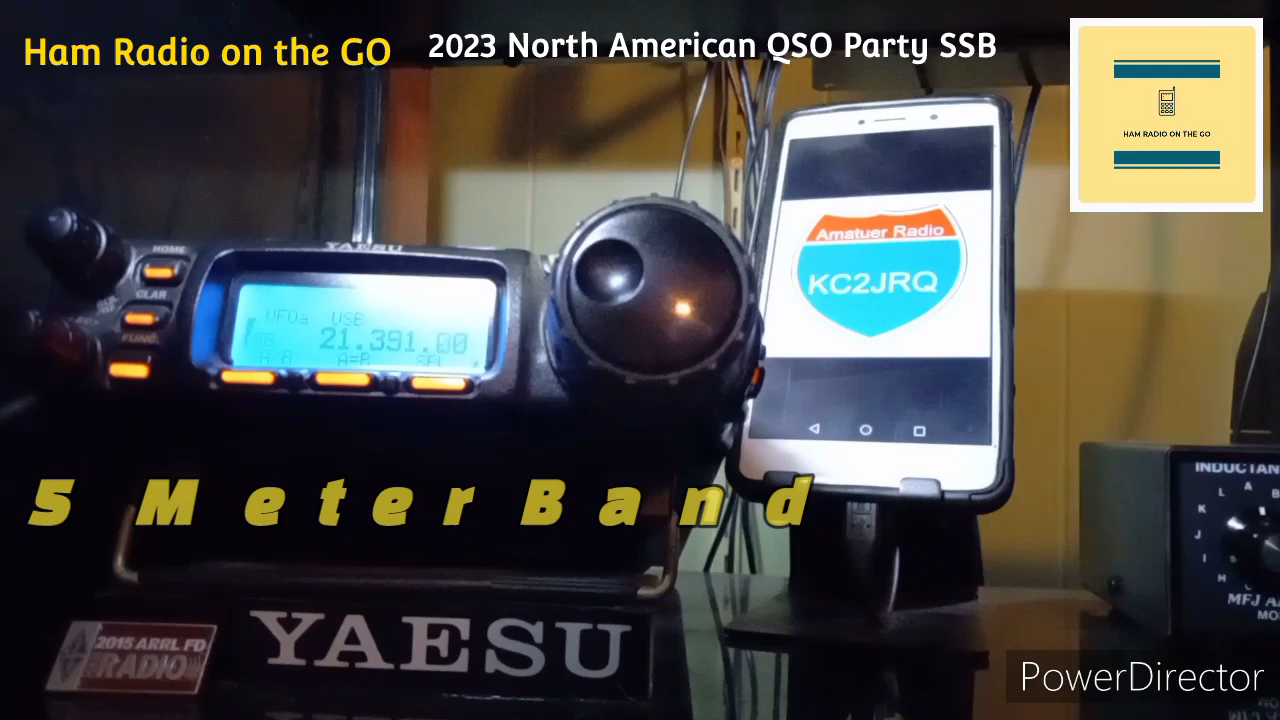 Ham Radio on the GO
2023 North American QSO Party SSB
HAM RADIO ON THE GO
YAESU
HOME
CLAR
FUNC.
VFOa USB
21.391.00
A/B A=B SPL
Amatuer Radio
KC2JRQ
5 Meter Band
INDUCTAN
L A B
K
J
I
H
MFJ A
MO
2015 ARRL FD
RADIO
YAESU
PowerDirector